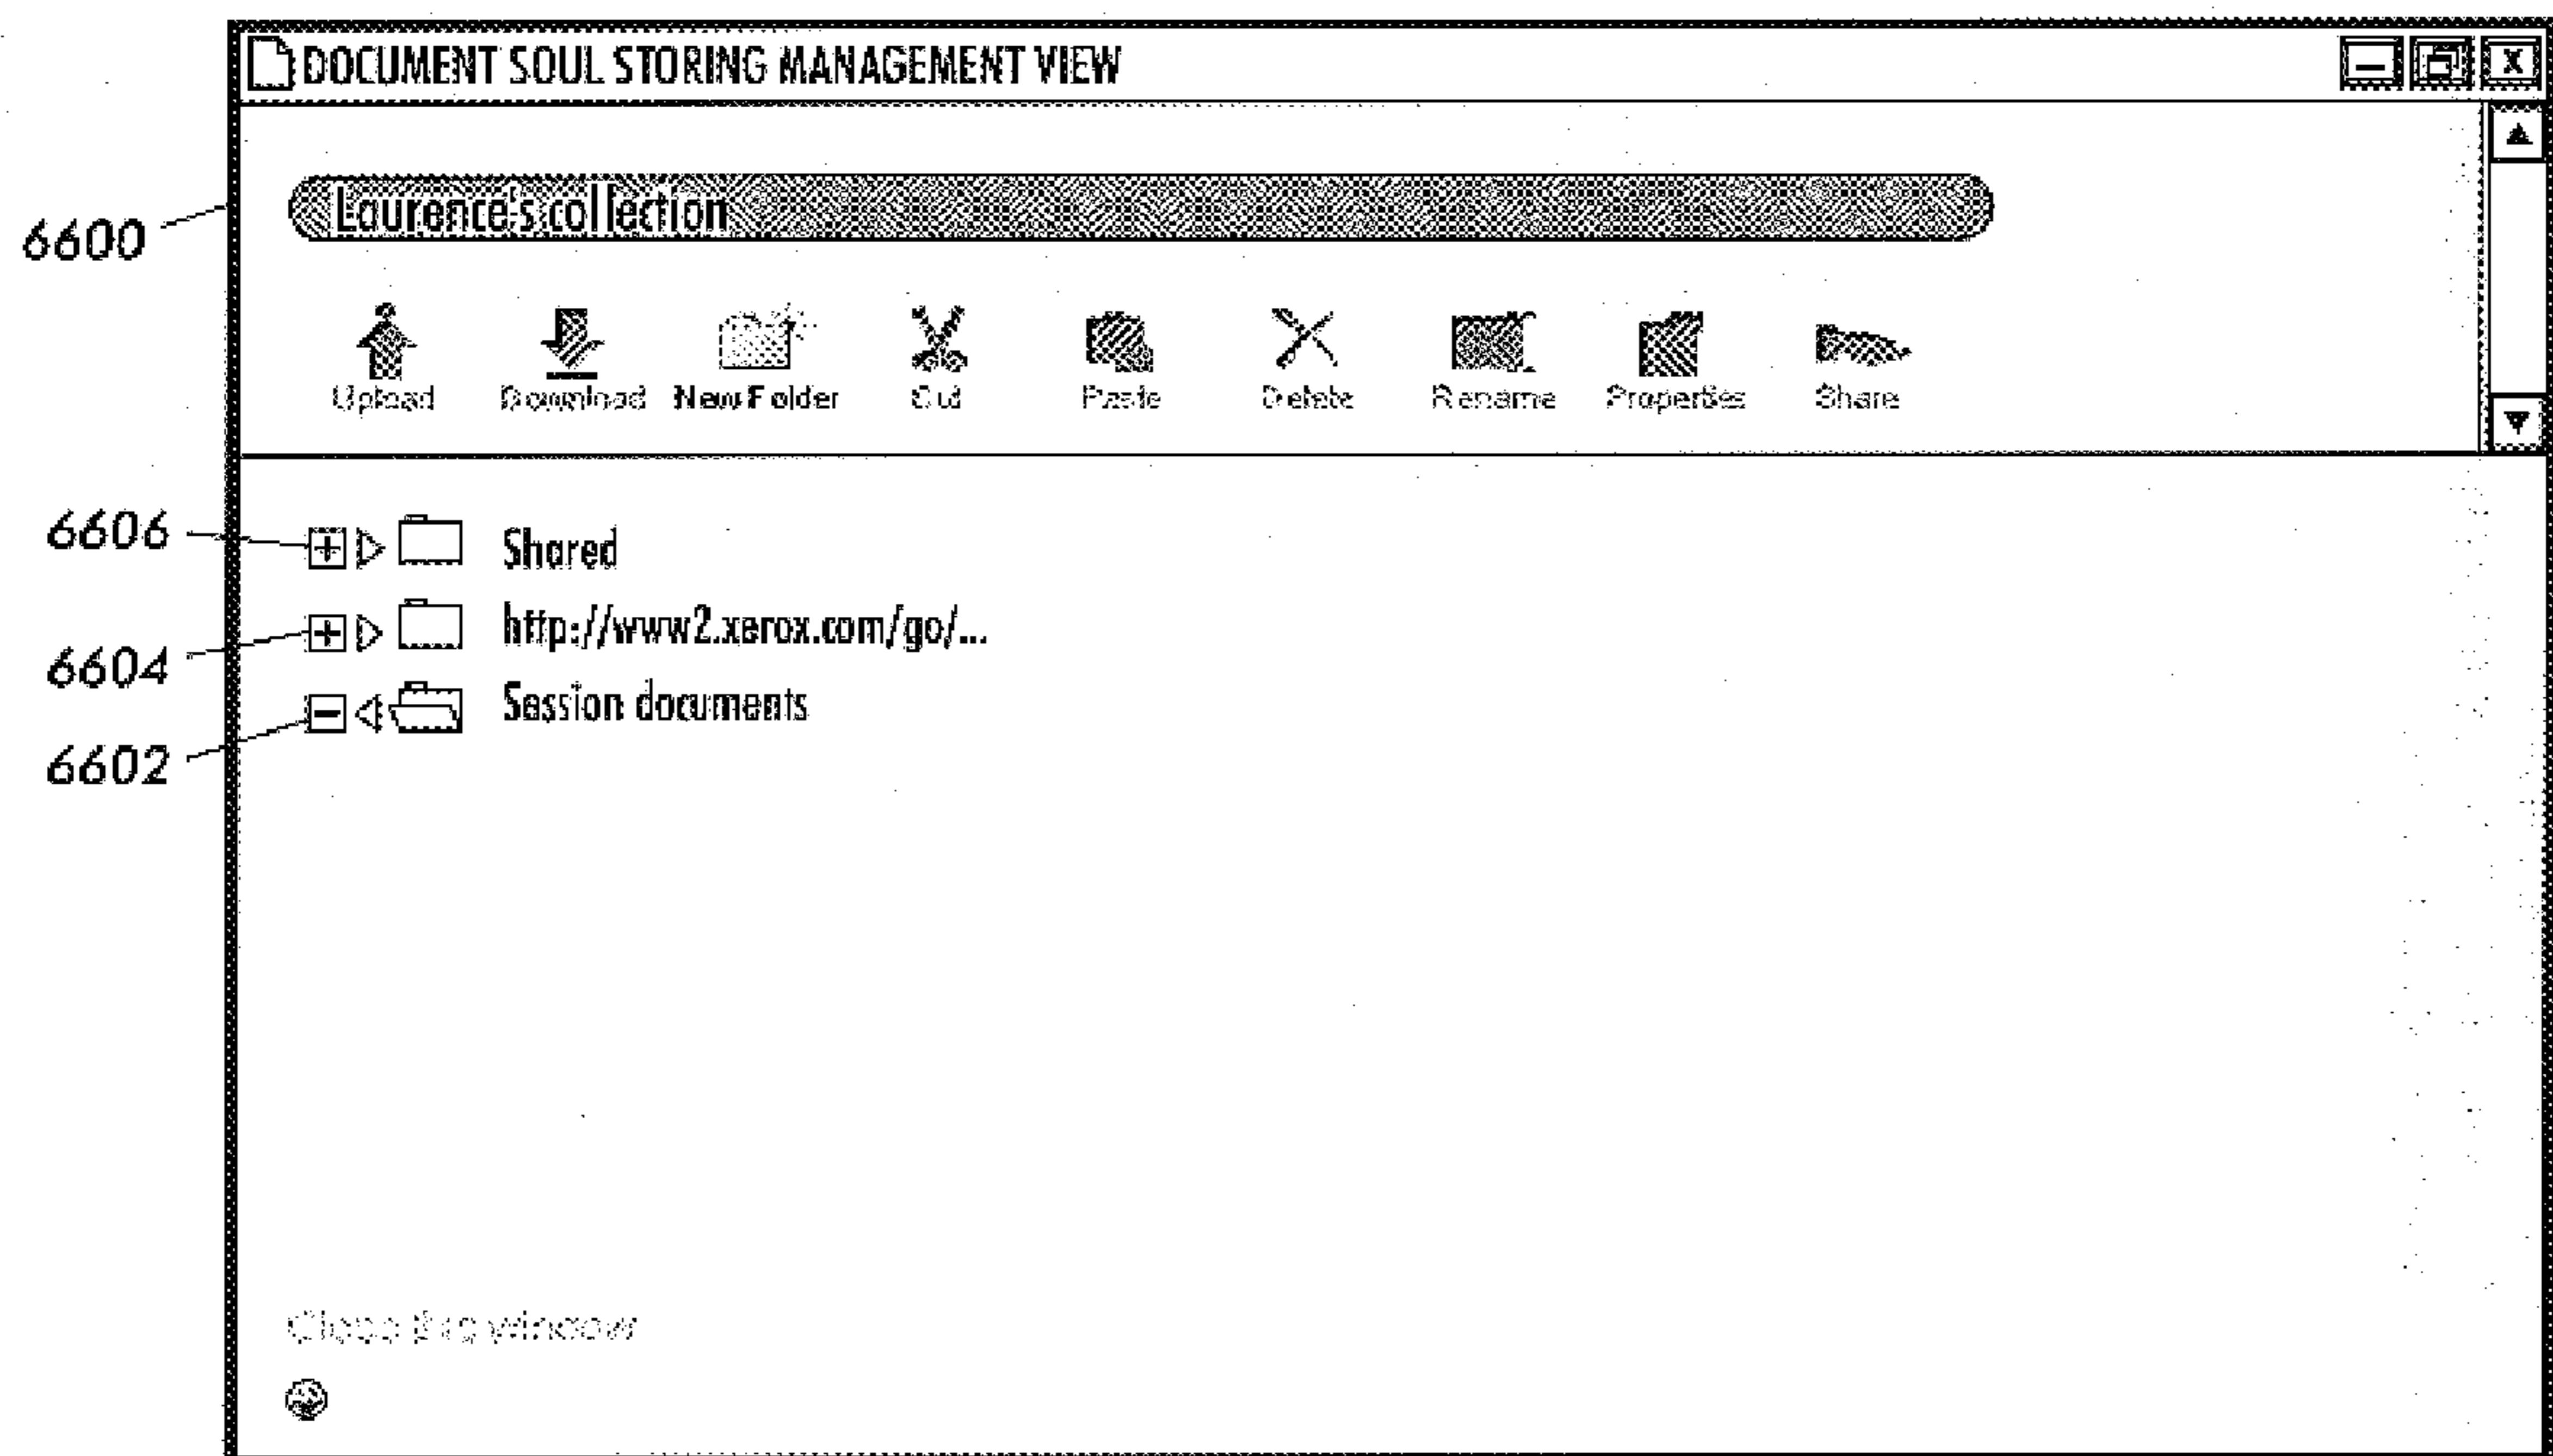 DOCUMENT SOUL STORING MANAGEMENT VIEW
6600
Laurence's collection
Upload Download New Folder Cut Paste Delete Rename Properties Share
6606
Shared
6604
http://www2.xerox.com/go/...
6602
Session documents
Close this window